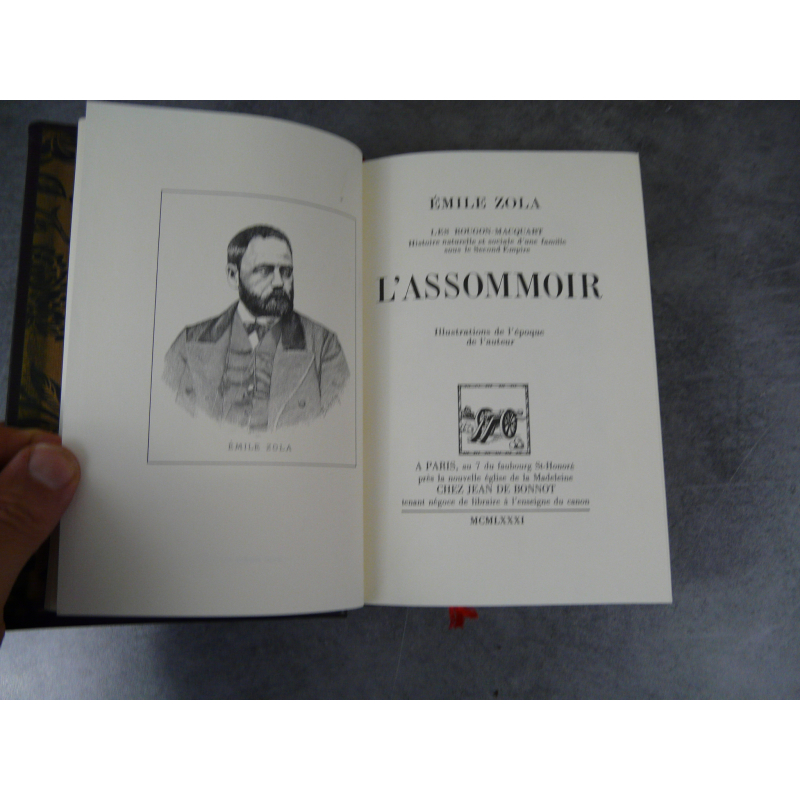 ÉMILE ZOLA
ÉMILE ZOLA
LES ROUGON-MACQUART
Histoire naturelle et sociale d'une famille
sous le Second Empire
L'ASSOMMOIR
Illustrations de l'époque
de l'auteur
A PARIS, au 7 du faubourg St-Honoré
près la nouvelle église de la Madeleine
CHEZ JEAN DE BONNOT
tenant négoce de libraire à l'enseigne du canon
MCMLXXXI